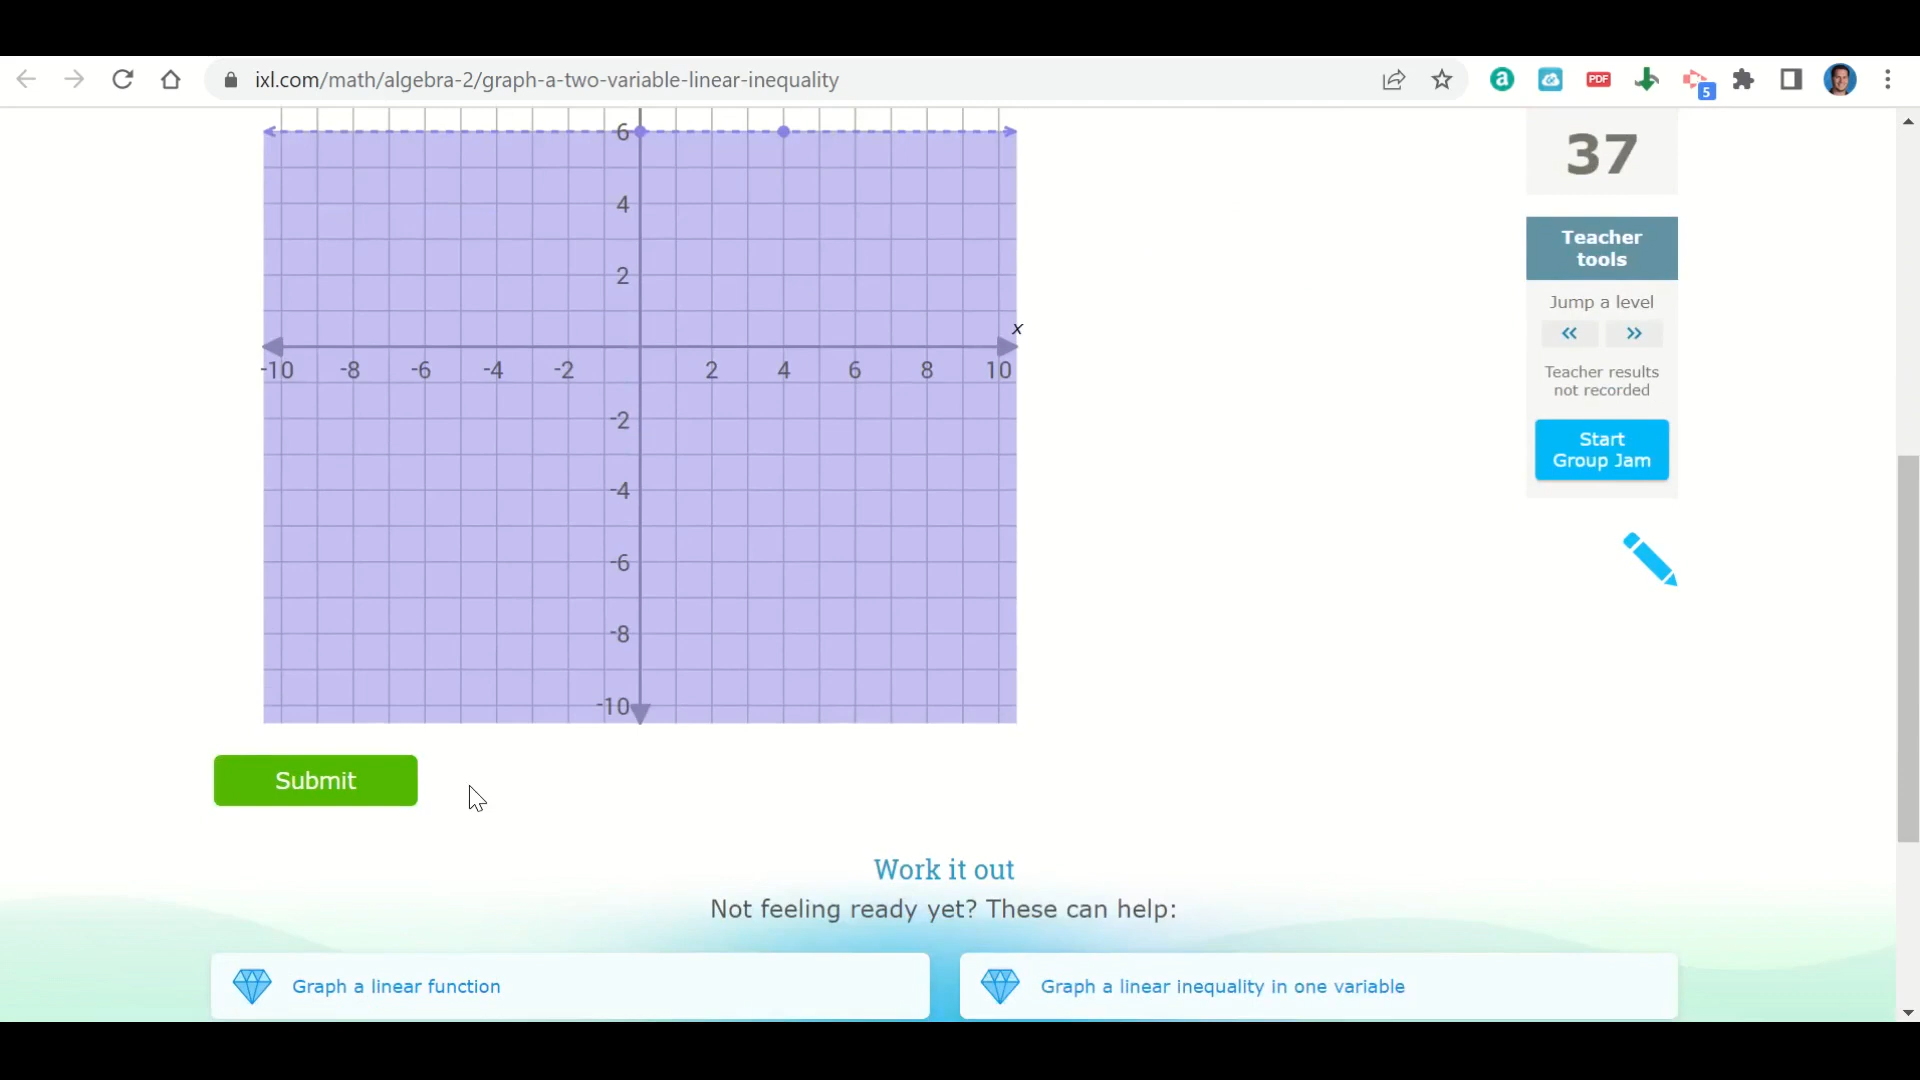 ixl.com/math/algebra-2/graph-a-two-variable-linear-inequality
PDF
5
6
4
2
x
-10 -8 -6 -4 -2 2 4 6 8 10
-2
-4
-6
-8
-10
37
Teacher
tools
Jump a level
Teacher results
not recorded
Start
Group Jam
Submit
Work it out
Not feeling ready yet? These can help:
Graph a linear function
Graph a linear inequality in one variable